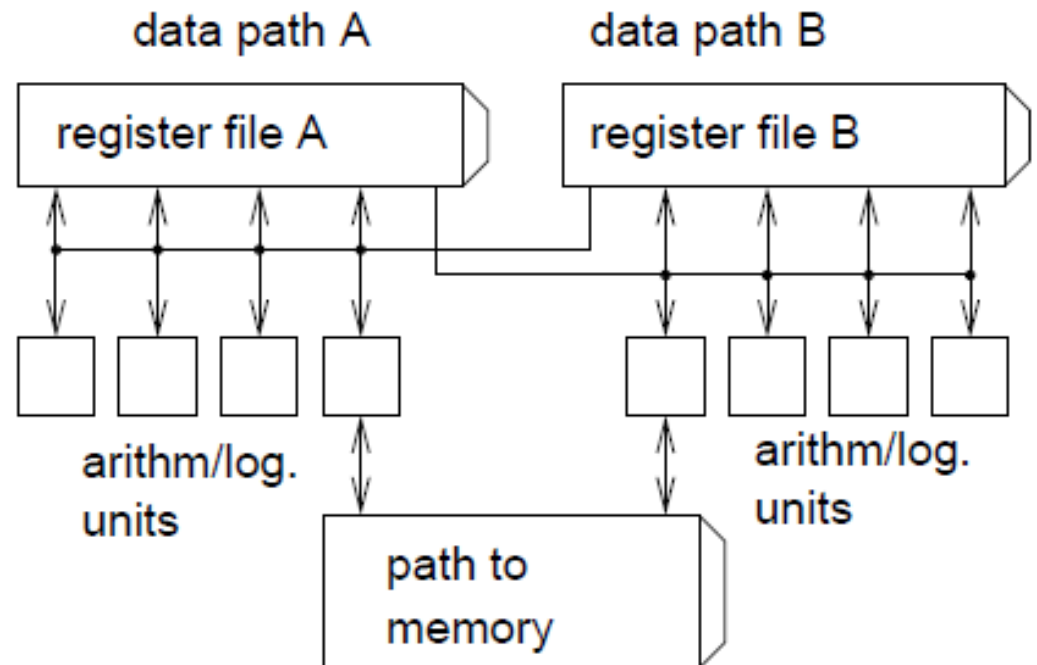 data path A
data path B
register file A
register file B
arithm/log.
units
arithm/log.
units
path to
memory